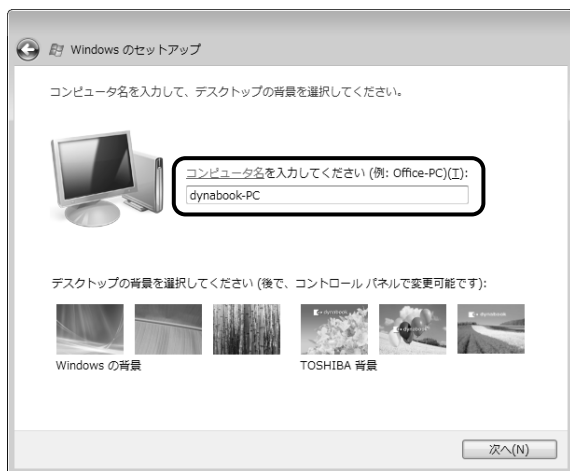 Windows のセットアップ
コンピュータ名を入力して、デスクトップの背景を選択してください。
コンピュータ名を入力してください (例: Office-PC)(T):
dynabook-PC
デスクトップの背景を選択してください (後で、コントロール パネルで変更可能です):
dynabook
dynabook
dynabook
Windows の背景
TOSHIBA 背景
次へ(N)